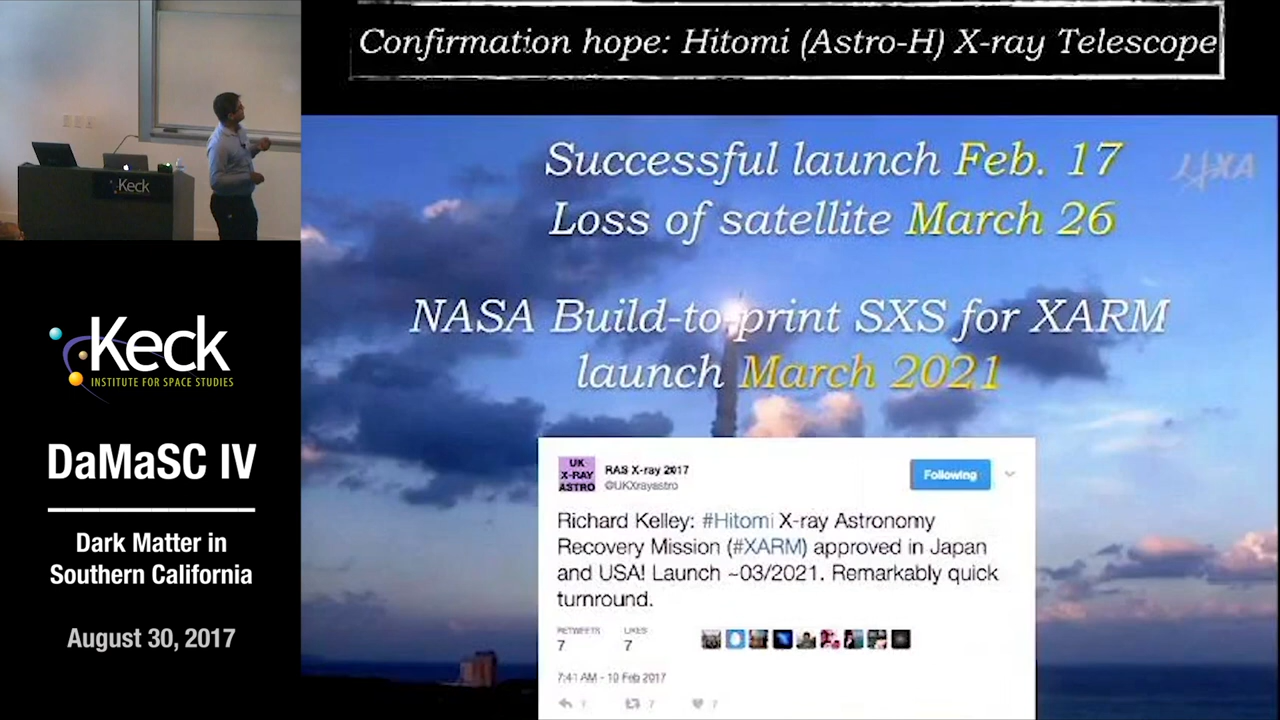 Confirmation hope: Hitomi (Astro-H) X-ray Telescope
Successful launch Feb. 17
Loss of satellite March 26
NASA Build-to-print SXS for XARM
launch March 2021
UK
X-RAY
ASTRO
RAS X-ray 2017
@UKXrayastro
Following
Richard Kelley: #Hitomi X-ray Astronomy
Recovery Mission (#XARM) approved in Japan
and USA! Launch ~03/2021. Remarkably quick
turnround.
RETWEETS
7
LIKES
7
7:41 AM - 10 Feb 2017
7
7
7
Keck
Keck
INSTITUTE FOR SPACE STUDIES
DaMaSC IV
Dark Matter in
Southern California
August 30, 2017